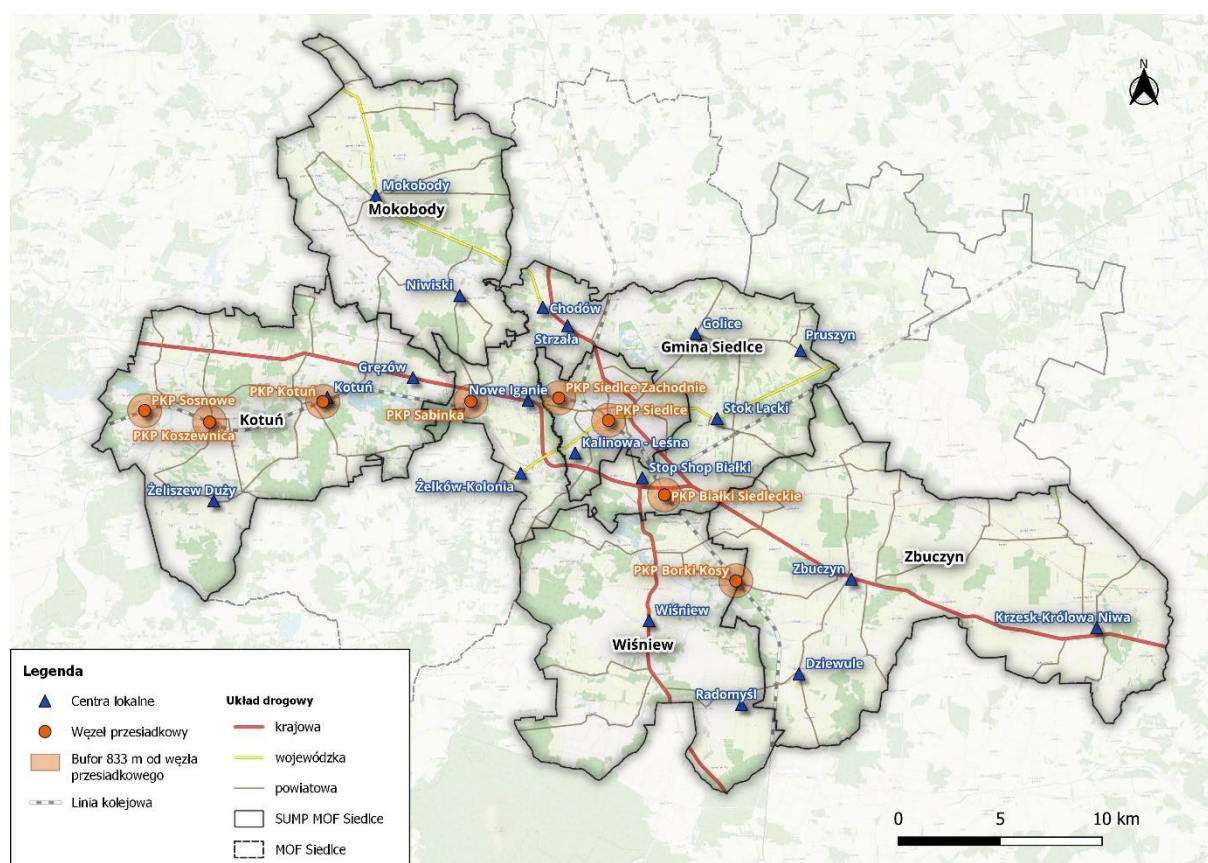 N
Mokobody
Mokobody
Niwiski
Chodów
Strzała
Golice
Gmina Siedlce
Pruszyn
Gręzów
PKP Sosnowe
PKP Kotuń
Kotuń
PKP Koszewnica
Kotuń
PKP Sabinka
Nowe Iganie
PKP Siedlce Zachodnie
PKP Siedlce
Stok Lacki
Kalinowa - Leśna
Stop Shop Białki
Żeliszew Duży
Żelków-Kolonia
PKP Białki Siedleckie
Zbuczyn
PKP Borki Kosy
Zbuczyn
Wiśniew
Wiśniew
Krzesk-Królowa Niwa
Dziewule
Radomyśl
Legenda
Centra lokalne
Węzeł przesiadkowy
Bufor 833 m od węzła
przesiadkowego
Linia kolejowa
Układ drogowy
krajowa
wojewódzka
powiatowa
SUMP MOF Siedlce
MOF Siedlce
0 5 10 km